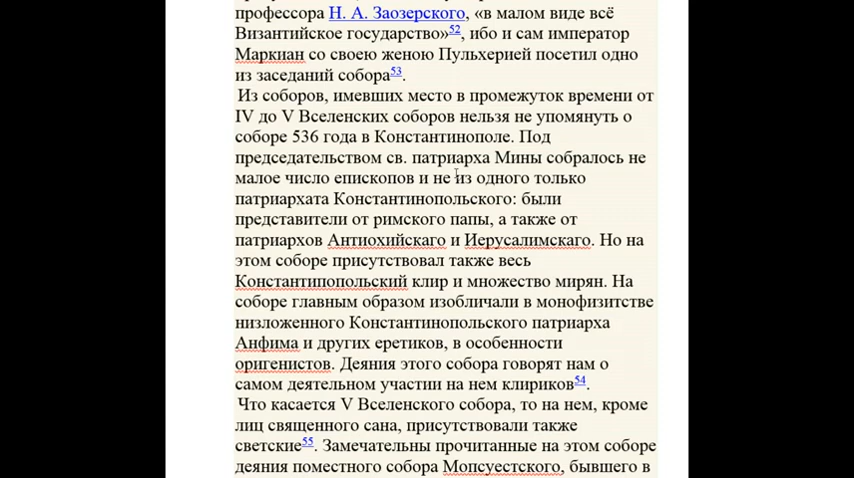 профессора Н. А. Заозерского, «в малом виде всё
Византийское государство»52, ибо и сам император
Маркиан со своею женою Пульхерией посетил одно
из заседаний собора53.
Из соборов, имевших место в промежуток времени от
IV до V Вселенских соборов нельзя не упомянуть о
соборе 536 года в Константинополе. Под
председательством св. патриарха Мины собралось не
малое число епископов и не из одного только
патриархата Константинопольского: были
представители от римского папы, а также от
патриархов Антиохийскаго и Иерусалимскаго. Но на
этом соборе присутствовал также весь
Константипопольский клир и множество мирян. На
соборе главным образом изобличали в монофизитстве
низложенного Константинопольского патриарха
Анфима и других еретиков, в особенности
оригенистов. Деяния этого собора говорят нам о
самом деятельном участии на нем клириков54.
Что касается V Вселенского собора, то на нем, кроме
лиц священного сана, присутствовали также
светские55. Замечательны прочитанные на этом соборе
деяния поместного собора Мопсуестского, бывшего в